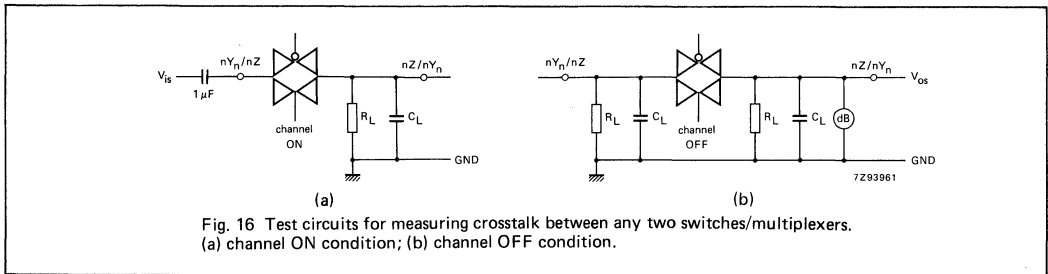 V_is
1 μF
nY_n/nZ
channel
ON
R_L
C_L
nZ/nY_n
GND
(a)
nY_n/nZ
R_L
C_L
channel
OFF
R_L
C_L
dB
nZ/nY_n
V_os
GND
7Z93961
(b)
Fig. 16 Test circuits for measuring crosstalk between any two switches/multiplexers.
(a) channel ON condition; (b) channel OFF condition.